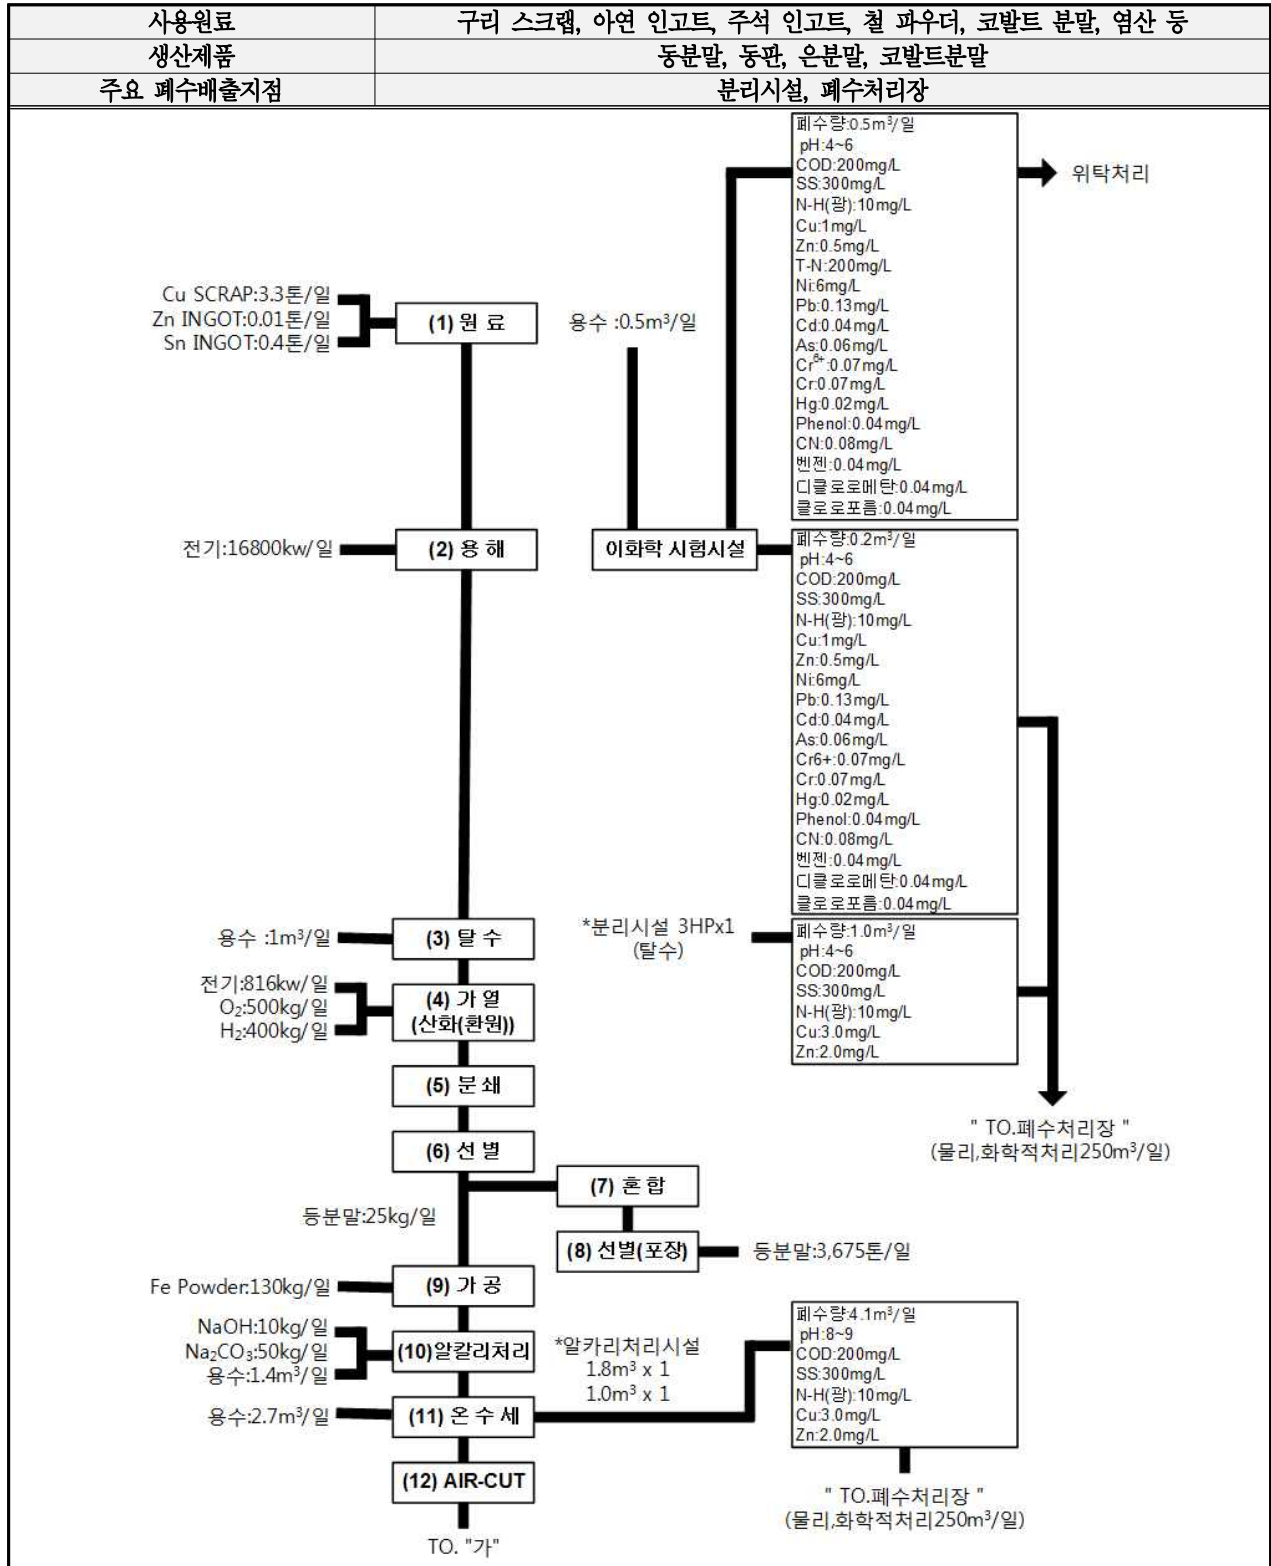 사용원료 구리 스크랩, 아연 인고트, 주석 인고트, 철 파우더, 코발트 분말, 염산 등
생산제품 동분말, 동판, 은분말, 코발트분말
주요 폐수배출지점 분리시설, 폐수처리장
폐수량:0.5m³/일
pH:4~6
COD:200mg/L
SS:300mg/L
N-H(광):10mg/L
Cu:1mg/L
Zn:0.5mg/L
T-N:200mg/L
Ni:6mg/L
Pb:0.13mg/L
Cd:0.04mg/L
As:0.06mg/L
Cr⁶⁺:0.07mg/L
Cr:0.07mg/L
Hg:0.02mg/L
Phenol:0.04mg/L
CN:0.08mg/L
벤젠:0.04mg/L
디클로로메탄:0.04mg/L
클로로포름:0.04mg/L
위탁처리
Cu SCRAP:3.3톤/일
Zn INGOT:0.01톤/일
Sn INGOT:0.4톤/일
(1) 원 료
용수 :0.5m³/일
전기:16800kw/일
(2) 용 해
이화학 시험시설
폐수량:0.2m³/일
pH:4~6
COD:200mg/L
SS:300mg/L
N-H(광):10mg/L
Cu:1mg/L
Zn:0.5mg/L
Ni:6mg/L
Pb:0.13mg/L
Cd:0.04mg/L
As:0.06mg/L
Cr6+:0.07mg/L
Cr:0.07mg/L
Hg:0.02mg/L
Phenol:0.04mg/L
CN:0.08mg/L
벤젠:0.04mg/L
디클로로메탄:0.04mg/L
클로로포름:0.04mg/L
용수 :1m³/일
(3) 탈 수
*분리시설 3HPx1
(탈수)
폐수량:1.0m³/일
pH:4~6
COD:200mg/L
SS:300mg/L
N-H(광):10mg/L
Cu:3.0mg/L
Zn:2.0mg/L
전기:816kw/일
O₂:500kg/일
H₂:400kg/일
(4) 가 열
(산화(환원))
(5) 분 쇄
(6) 선 별
" TO.폐수처리장 "
(물리,화학적처리250m³/일)
(7) 혼 합
등분말:25kg/일
(8) 선별(포장)
등분말:3,675톤/일
Fe Powder:130kg/일
(9) 가 공
NaOH:10kg/일
Na₂CO₃:50kg/일
용수:1.4m³/일
(10)알칼리처리
*알카리처리시설
1.8m³ x 1
1.0m³ x 1
폐수량:4.1m³/일
pH:8~9
COD:200mg/L
SS:300mg/L
N-H(광):10mg/L
Cu:3.0mg/L
Zn:2.0mg/L
용수:2.7m³/일
(11) 온 수 세
(12) AIR-CUT
" TO.폐수처리장 "
(물리,화학적처리250m³/일)
TO. "가"